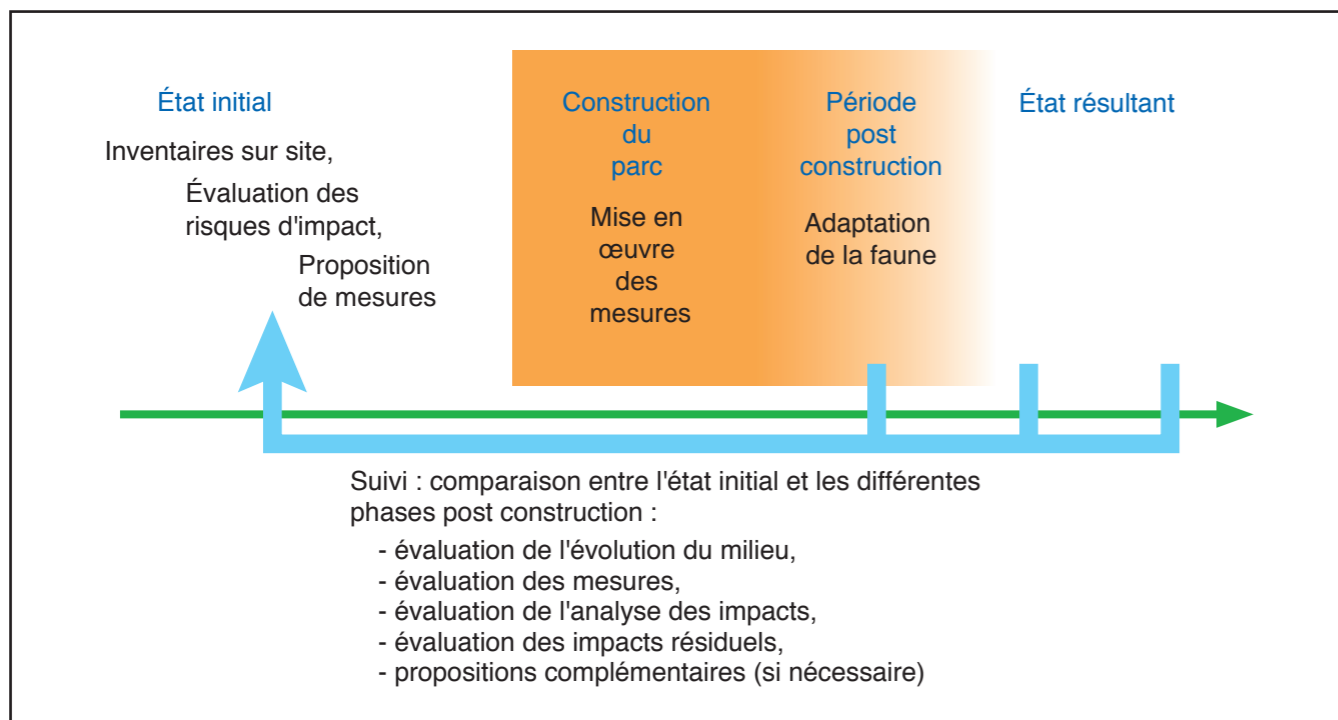 État initial
Inventaires sur site,
Évaluation des
risques d'impact,
Proposition
de mesures
Construction
du
parc
Mise en
œuvre
des
mesures
Période
post
construction
Adaptation
de la faune
État résultant
Suivi : comparaison entre l'état initial et les différentes
phases post construction :
- évaluation de l'évolution du milieu,
- évaluation des mesures,
- évaluation de l'analyse des impacts,
- évaluation des impacts résiduels,
- propositions complémentaires (si nécessaire)